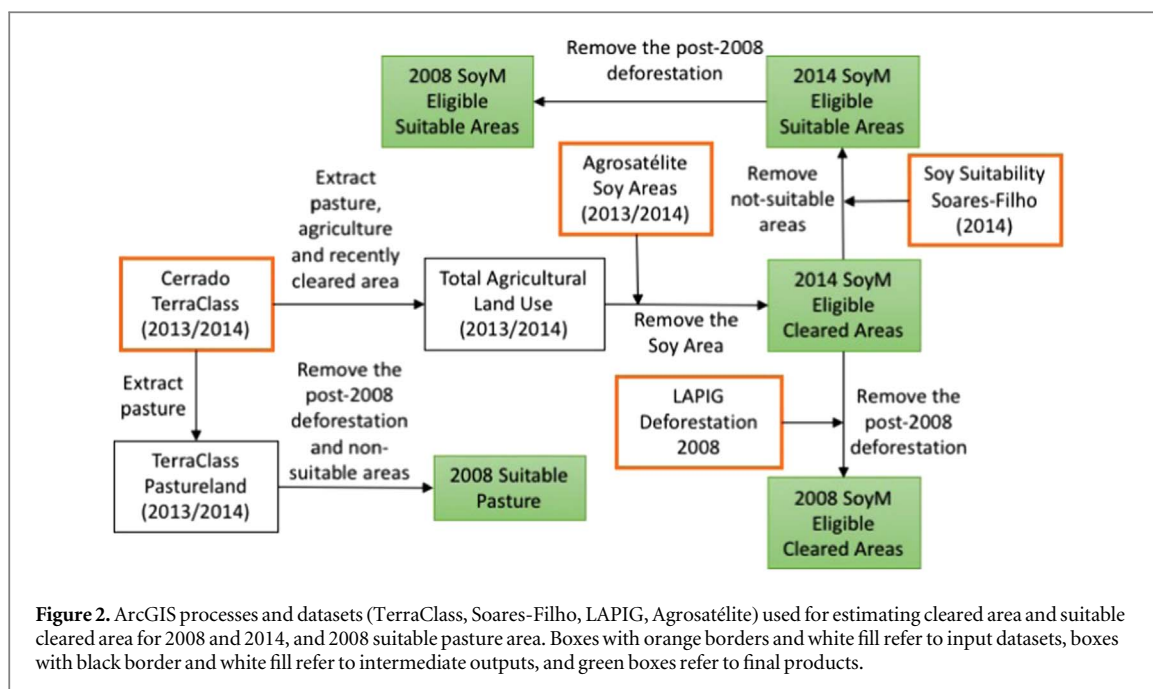 Remove the post-2008
deforestation
2008 SoyM
Eligible
Suitable Areas
2014 SoyM
Eligible
Suitable Areas
Agrosatélite
Soy Areas
(2013/2014)
Extract
pasture,
agriculture
and recently
cleared area
Remove
not-suitable
areas
Soy Suitability
Soares-Filho
(2014)
Cerrado
TerraClass
(2013/2014)
Total Agricultural
Land Use
(2013/2014)
Remove the
Soy Area
2014 SoyM
Eligible
Cleared Areas
Extract
pasture
Remove the
post-2008
deforestation
and non-
suitable areas
LAPIG
Deforestation
2008
Remove the
post-2008
deforestation
TerraClass
Pastureland
(2013/2014)
2008 Suitable
Pasture
2008 SoyM
Eligible
Cleared Areas
Figure 2. ArcGIS processes and datasets (TerraClass, Soares-Filho, LAPIG, Agrosatélite) used for estimating cleared area and suitable
cleared area for 2008 and 2014, and 2008 suitable pasture area. Boxes with orange borders and white fill refer to input datasets, boxes
with black border and white fill refer to intermediate outputs, and green boxes refer to final products.